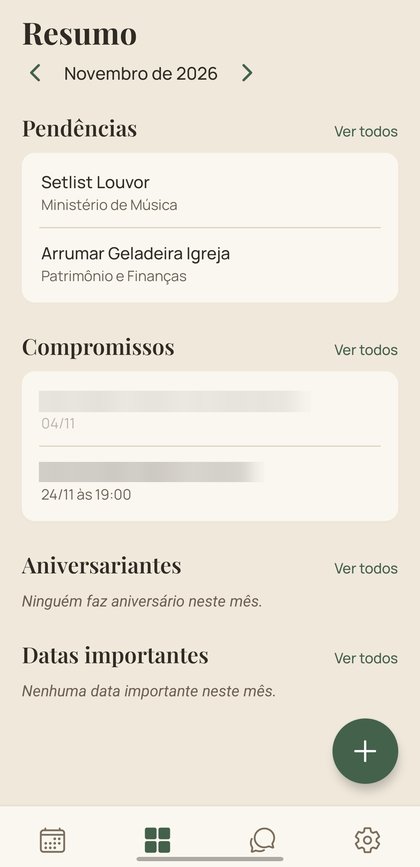 Resumo
Novembro de 2026
Pendências
Ver todos
Setlist Louvor
Ministério de Música
Arrumar Geladeira Igreja
Patrimônio e Finanças
Compromissos
Ver todos
04/11
24/11 às 19:00
Aniversariantes
Ver todos
Ninguém faz aniversário neste mês.
Datas importantes
Ver todos
Nenhuma data importante neste mês.